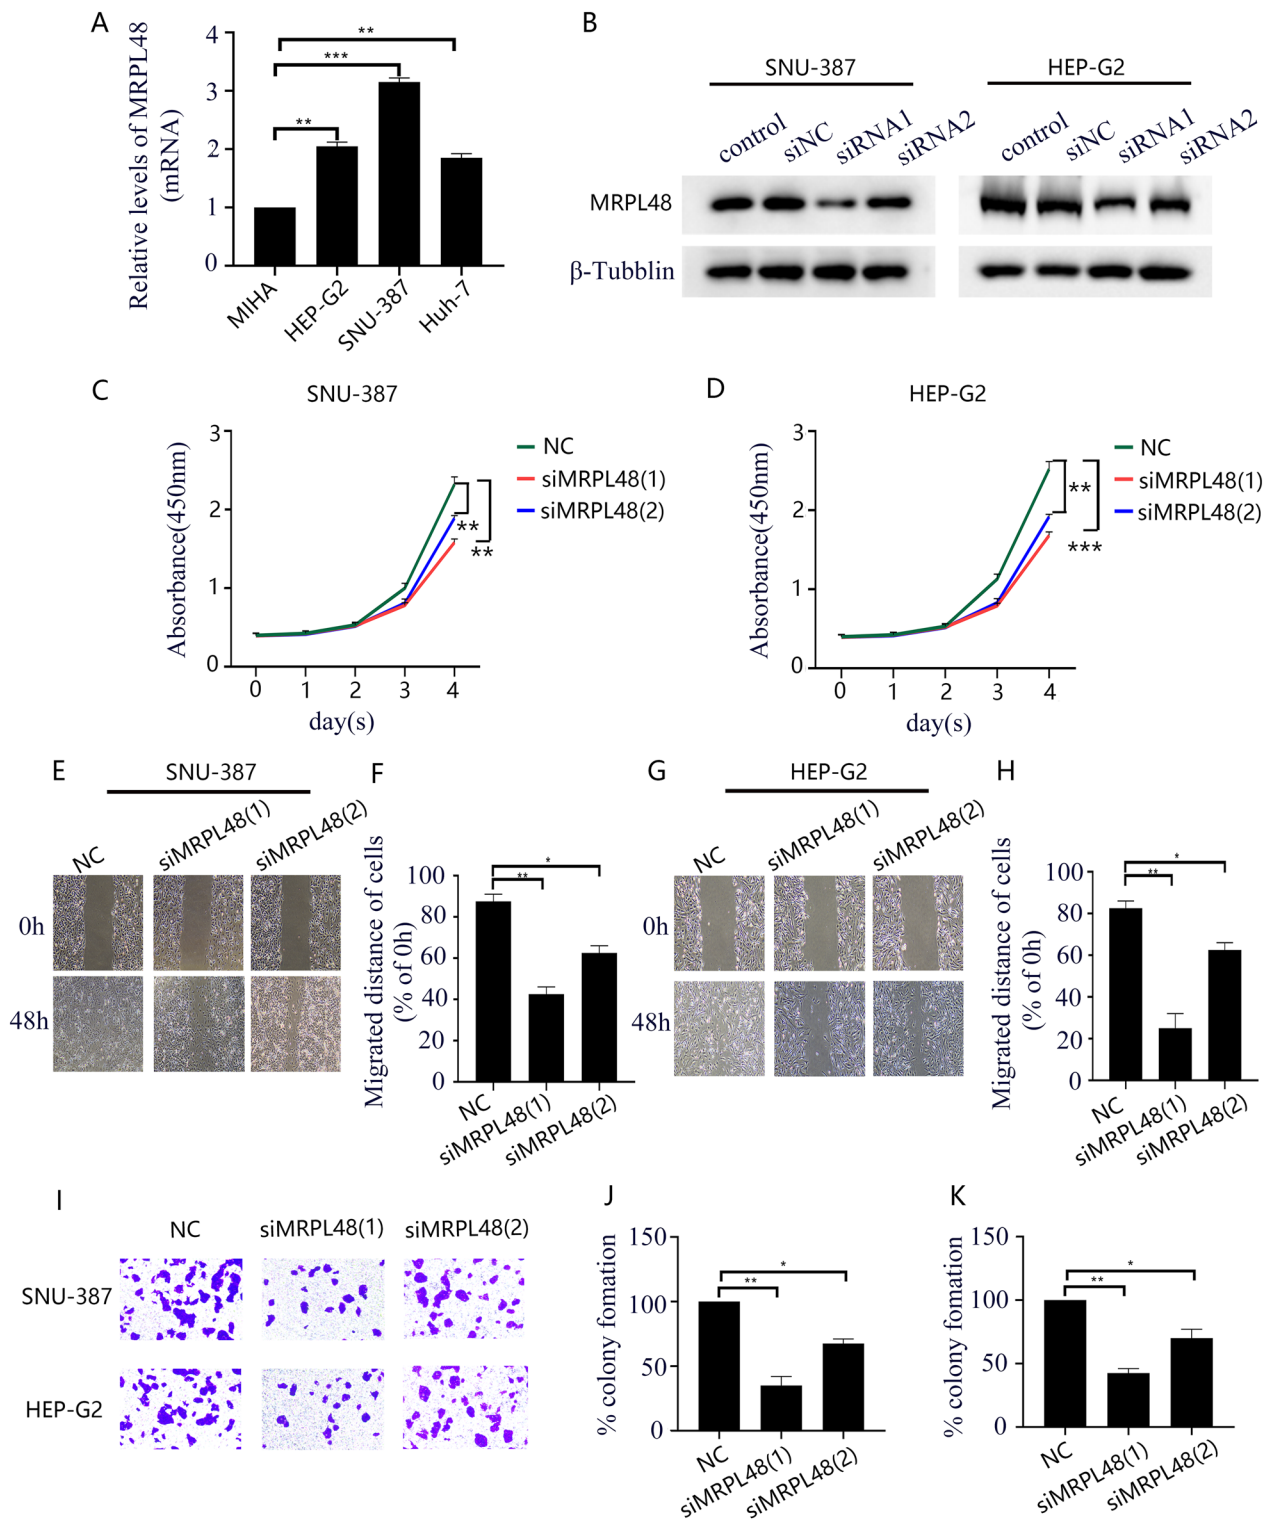 A
Relative levels of MRPL48
(mRNA)
4
3
2
1
0
**
***
**
MIHA
HEP-G2
SNU-387
Huh-7
B
SNU-387
HEP-G2
control
siNC
siRNA1
siRNA2
control
siNC
siRNA1
siRNA2
MRPL48
β-Tubblin
C
SNU-387
Absorbance(450nm)
3
2
1
0
0 1 2 3 4
day(s)
NC
siMRPL48(1)
siMRPL48(2)
**
**
D
HEP-G2
Absorbance(450nm)
3
2
1
0
0 1 2 3 4
day(s)
NC
siMRPL48(1)
siMRPL48(2)
**
***
E
SNU-387
NC
siMRPL48(1)
siMRPL48(2)
0h
48h
F
Migrated distance of cells
(% of 0h)
100
80
60
40
20
0
*
**
NC
siMRPL48(1)
siMRPL48(2)
G
HEP-G2
NC
siMRPL48(1)
siMRPL48(2)
0h
48h
H
Migrated distance of cells
(% of 0h)
100
80
60
40
20
0
*
**
NC
siMRPL48(1)
siMRPL48(2)
I
NC
siMRPL48(1)
siMRPL48(2)
SNU-387
HEP-G2
J
% colony fomation
150
100
50
0
*
**
NC
siMRPL48(1)
siMRPL48(2)
K
% colony fomation
150
100
50
0
*
**
NC
siMRPL48(1)
siMRPL48(2)